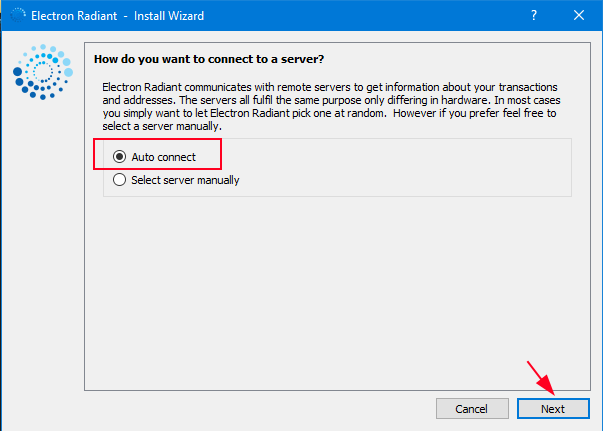 Electron Radiant - Install Wizard
?
How do you want to connect to a server?
Electron Radiant communicates with remote servers to get information about your transactions
and addresses. The servers all fulfil the same purpose only differing in hardware. In most cases
you simply want to let Electron Radiant pick one at random. However if you prefer feel free to
select a server manually.
Auto connect
Select server manually
Cancel
Next